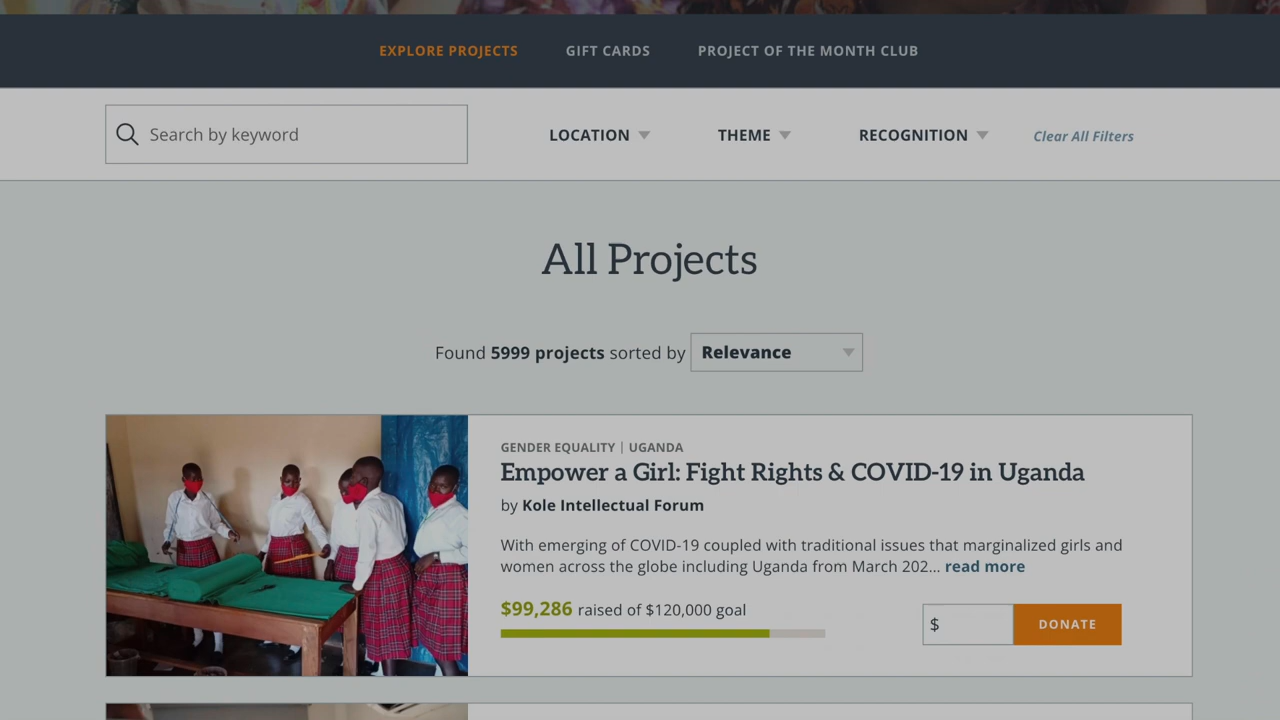 EXPLORE PROJECTS GIFT CARDS PROJECT OF THE MONTH CLUB
Search by keyword LOCATION THEME RECOGNITION Clear All Filters
All Projects
Found 5999 projects sorted by Relevance
GENDER EQUALITY | UGANDA
Empower a Girl: Fight Rights & COVID-19 in Uganda
by Kole Intellectual Forum
With emerging of COVID-19 coupled with traditional issues that marginalized girls and
women across the globe including Uganda from March 202... read more
$99,286 raised of $120,000 goal
$ DONATE